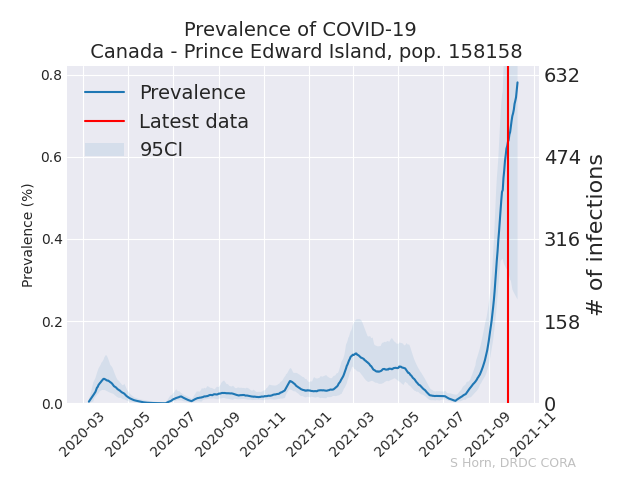 Prevalence of COVID-19
Canada - Prince Edward Island, pop. 158158
Prevalence
Latest data
95CI
Prevalence (%)
0.8
0.6
0.4
0.2
0.0
632
474
316
158
0
# of infections
2020-03
2020-05
2020-07
2020-09
2020-11
2021-01
2021-03
2021-05
2021-07
2021-09
2021-11
S Horn, DRDC CORA